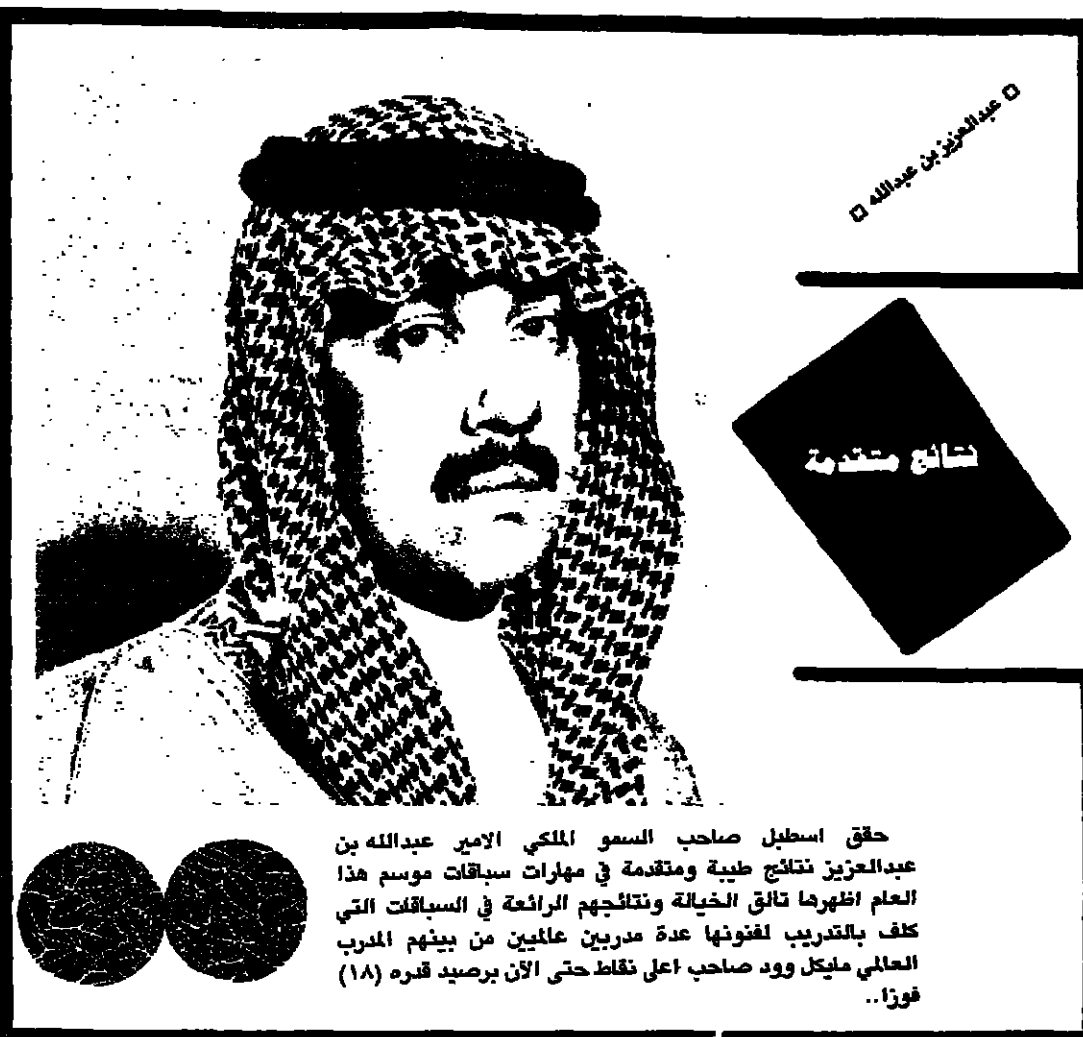 ◘ عبدالعزيز بن عبدالله ◘
نتائج متقدمة
حقق اسطبل صاحب السمو الملكي الامير عبدالله بن
عبدالعزيز نتائج طيبة ومتقدمة في مهارات سباقات موسم هذا
العام اظهرها تالق الخيالة ونتائجهم الرائعة في السباقات التي
كلف بالتدريب لفنونها عدة مدربين عالميين من بينهم المدرب
العالمي مايكل وود صاحب اعلى نقاط حتى الآن برصيد قدره (١٨)
فوزا..